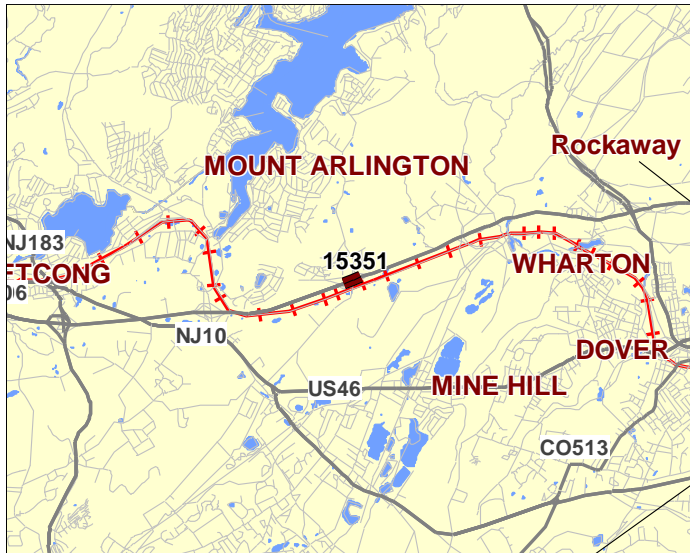 Rockaway
MOUNT ARLINGTON
NJ183
FTCONG
15351
WHARTON
06
NJ10
DOVER
US46
MINE HILL
CO513